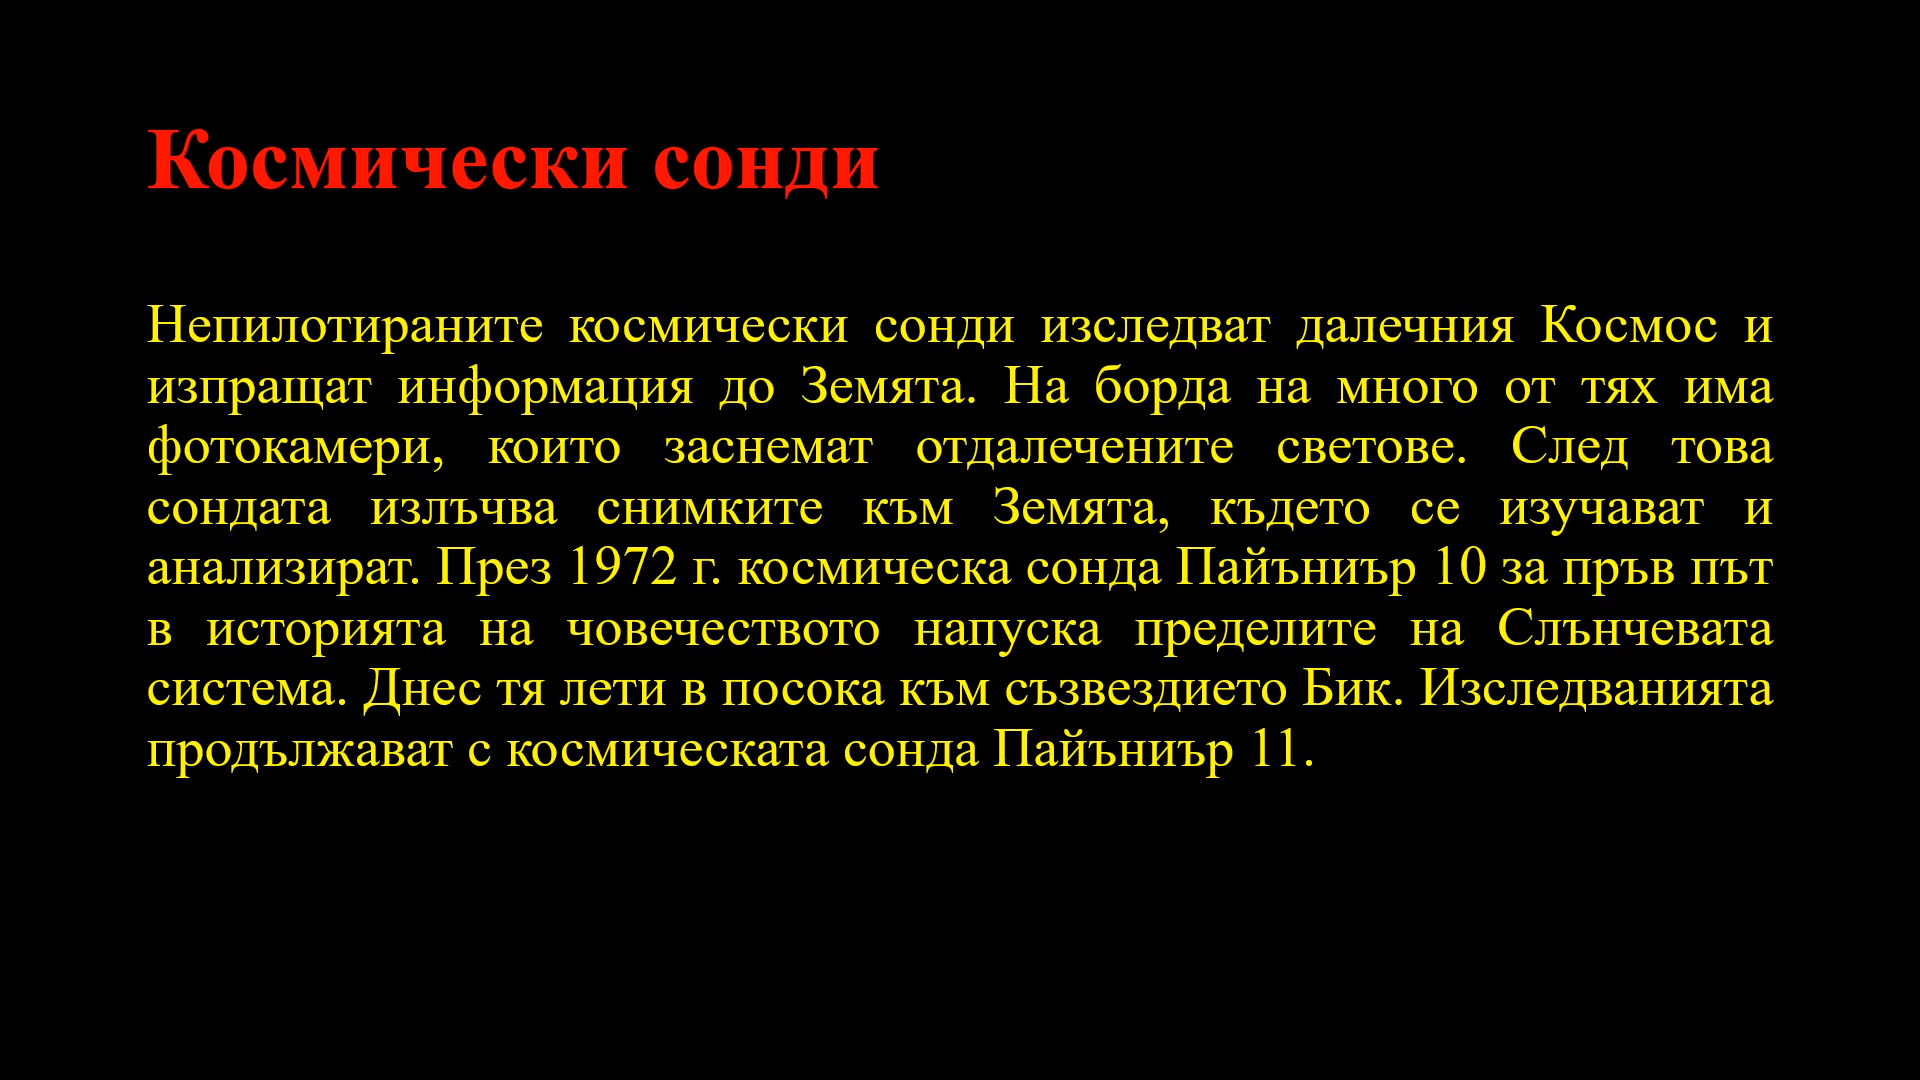 Космически сонди
Непилотираните космически сонди изследват далечния Космос и
изпращат информация до Земята. На борда на много от тях има
фотокамери, които заснемат отдалечените светове. След това
сондата излъчва снимките към Земята, където се изучават и
анализират. През 1972 г. космическа сонда Пайъниър 10 за пръв път
в историята на човечеството напуска пределите на Слънчевата
система. Днес тя лети в посока към съзвездието Бик. Изследванията
продължават с космическата сонда Пайъниър 11.